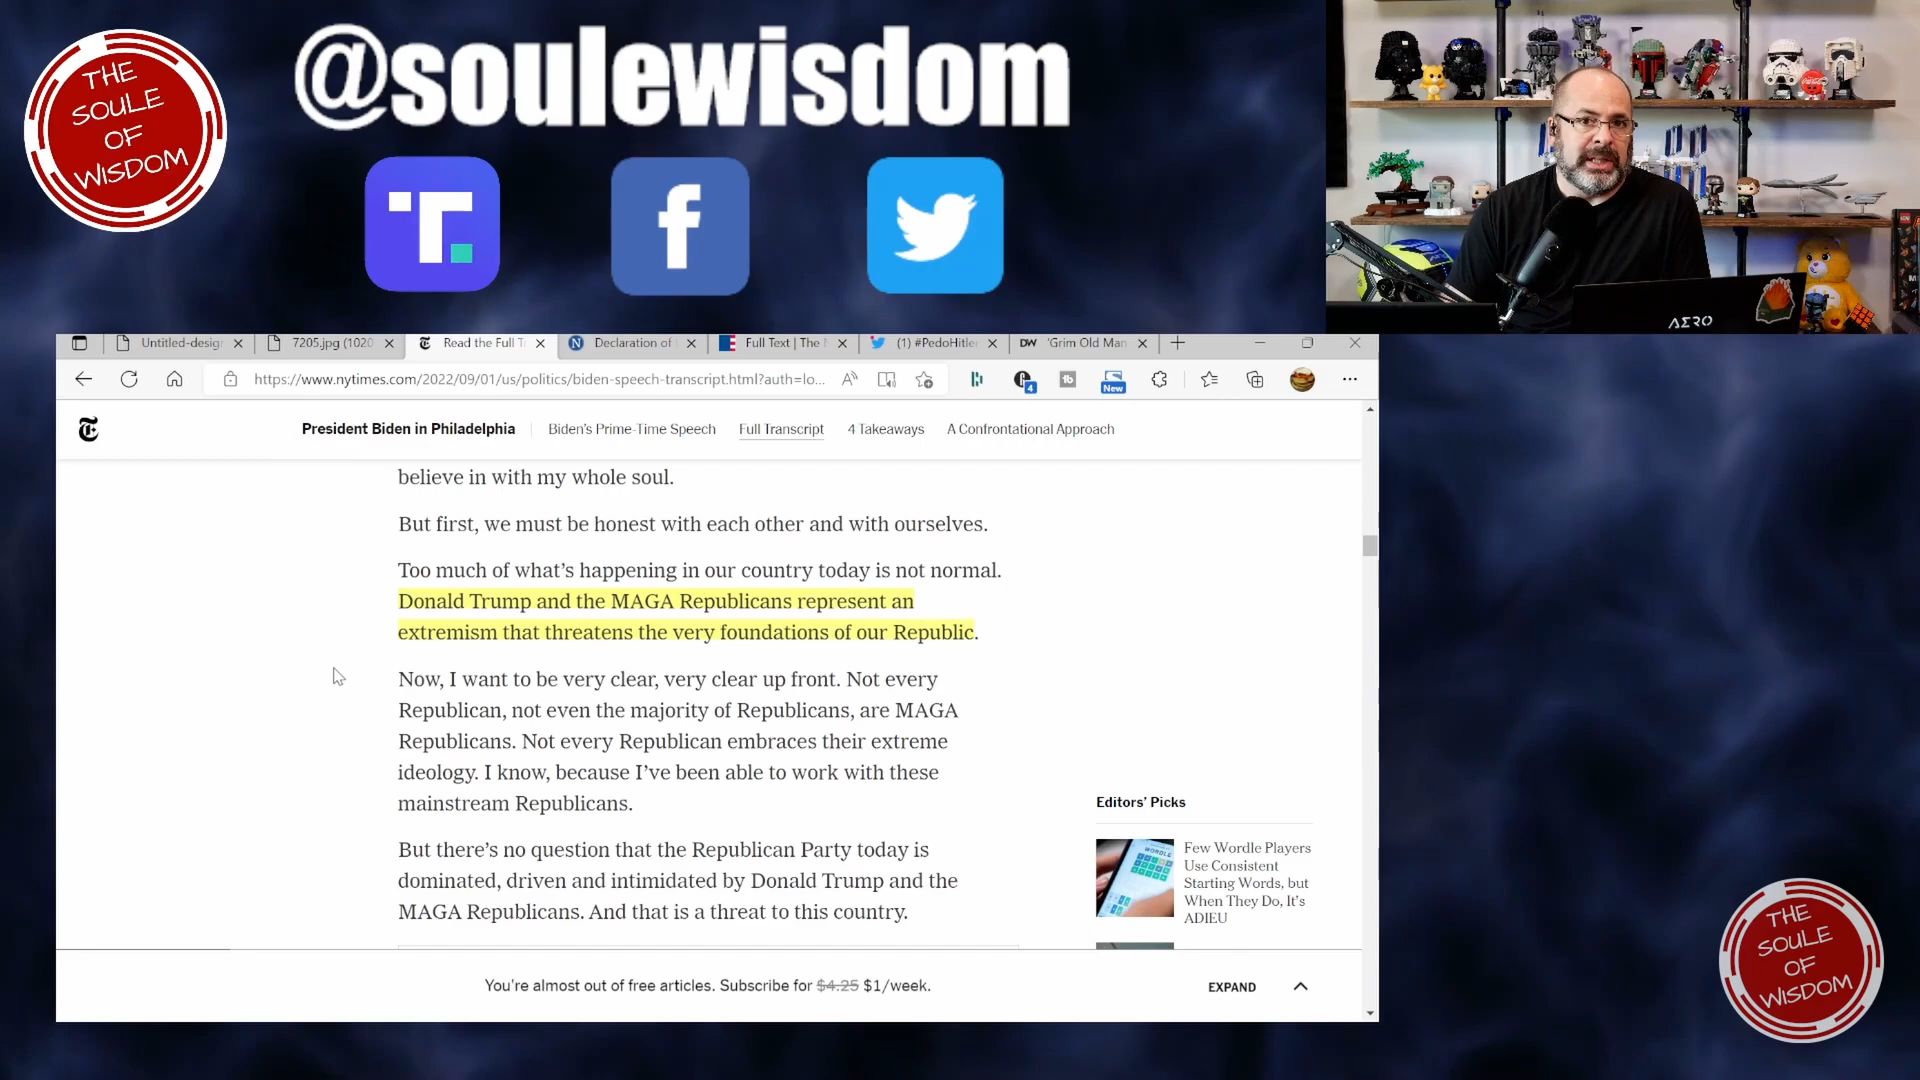 THE
SOULE
OF
WISDOM
@soulewisdom
T.
f
AERO
Untitled-desig
7205.jpg (1020
Read the Full T
Declaration of
Full Text | The
(1) #PedoHitle
DW 'Grim Old Man
https://www.nytimes.com/2022/09/01/us/politics/biden-speech-transcript.html?auth=lo...
4
tb
New
President Biden in Philadelphia
Biden's Prime-Time Speech
Full Transcript
4 Takeaways
A Confrontational Approach
believe in with my whole soul.
But first, we must be honest with each other and with ourselves.
Too much of what's happening in our country today is not normal.
Donald Trump and the MAGA Republicans represent an
extremism that threatens the very foundations of our Republic.
Now, I want to be very clear, very clear up front. Not every
Republican, not even the majority of Republicans, are MAGA
Republicans. Not every Republican embraces their extreme
ideology. I know, because I've been able to work with these
mainstream Republicans.
But there's no question that the Republican Party today is
dominated, driven and intimidated by Donald Trump and the
MAGA Republicans. And that is a threat to this country.
Editors' Picks
Few Wordle Players
Use Consistent
Starting Words, but
When They Do, It's
ADIEU
You're almost out of free articles. Subscribe for $4.25 $1/week.
EXPAND
THE
SOULE
OF
WISDOM